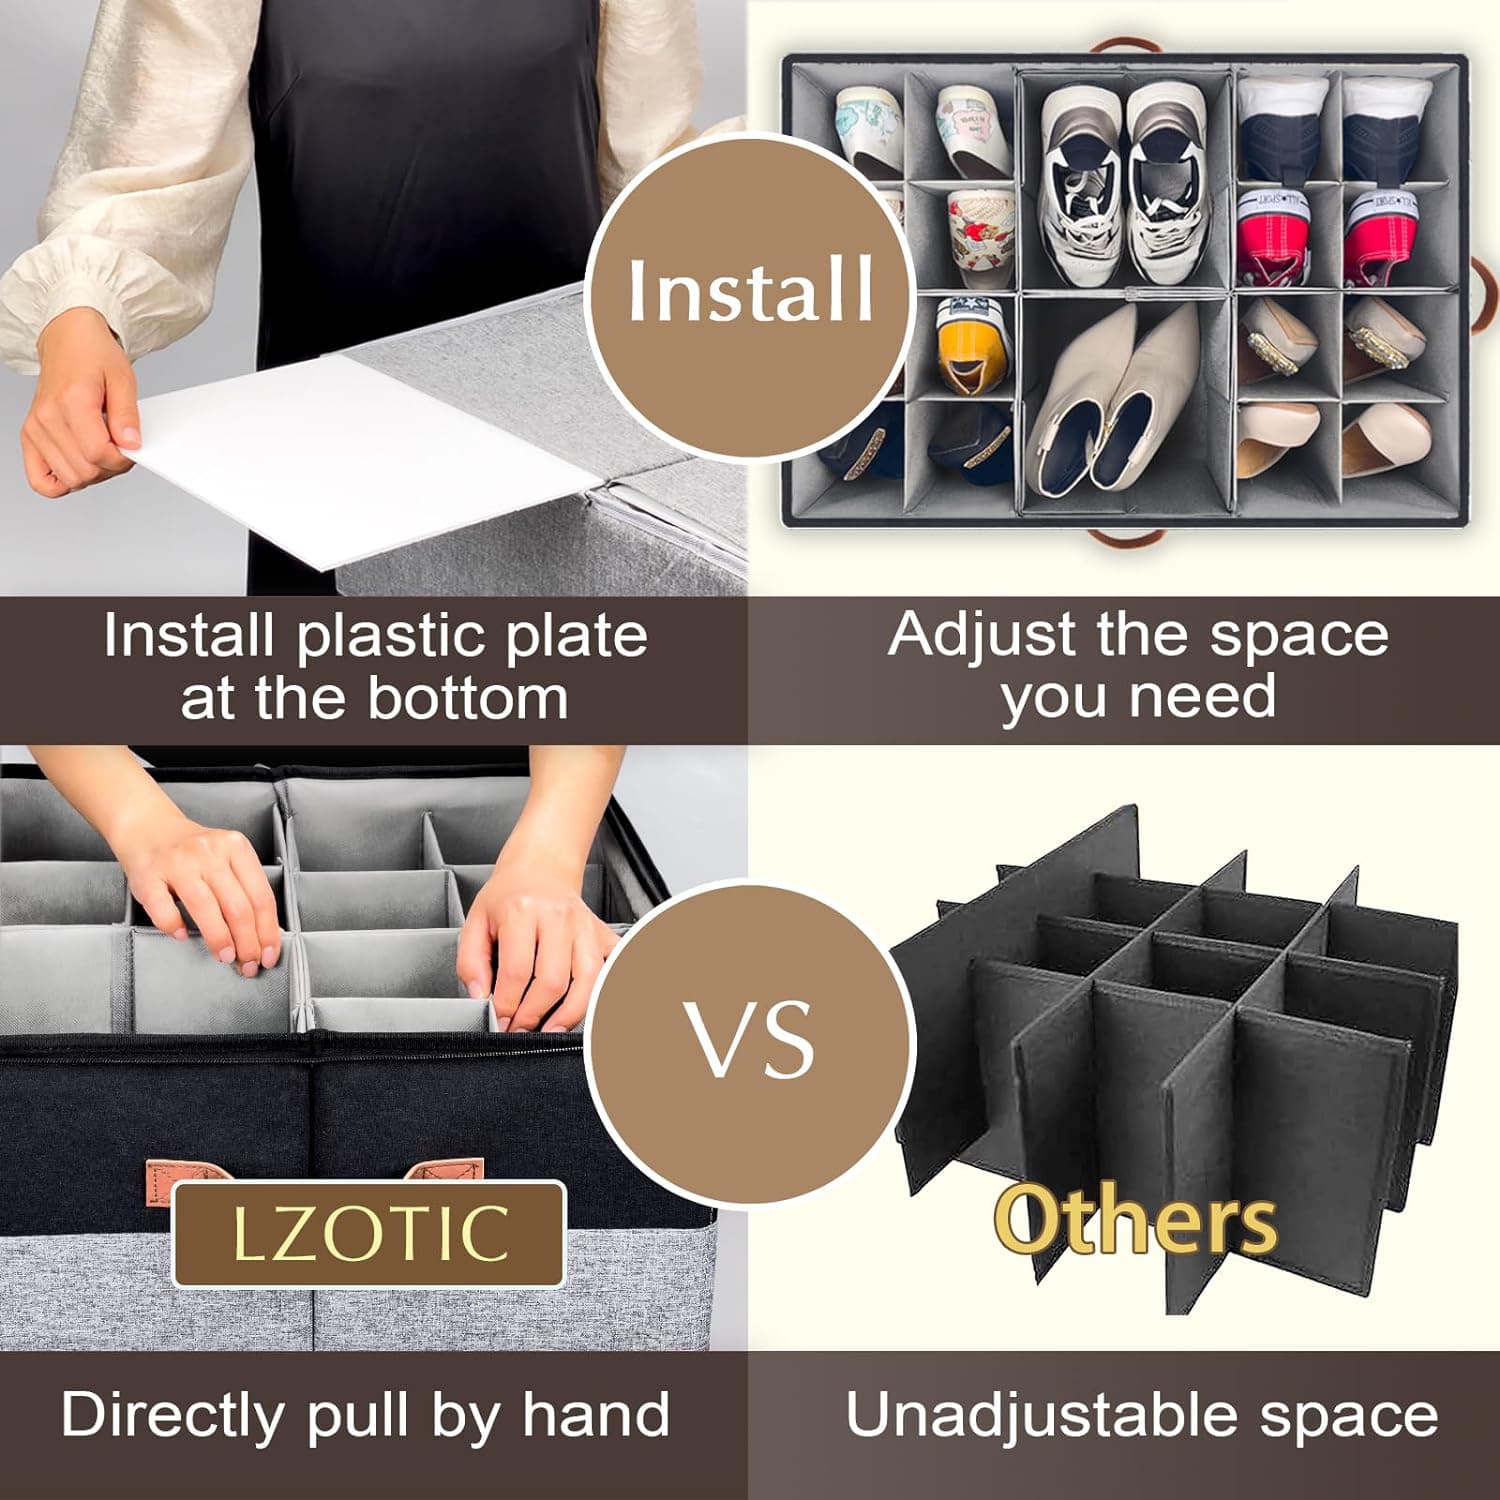 Install
Install plastic plate
at the bottom
Adjust the space
you need
VS
LZOTIC
Others
Directly pull by hand
Unadjustable space